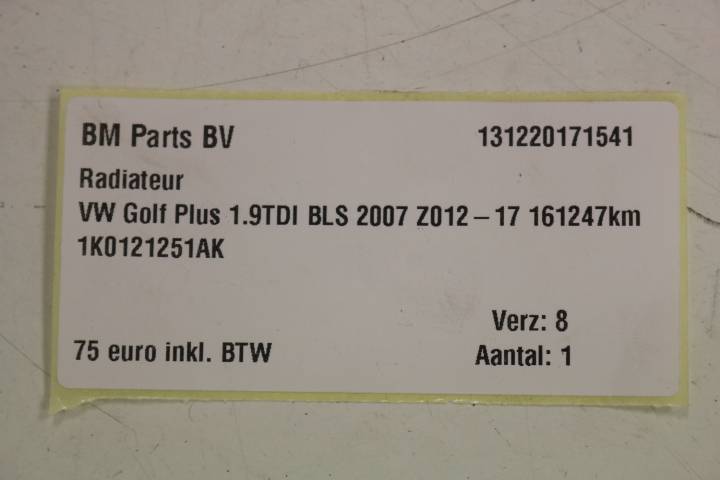 BM Parts BV 131220171541
Radiateur
VW Golf Plus 1.9TDI BLS 2007 Z012 – 17 161247km
1K0121251AK
Verz: 8
75 euro inkl. BTW Aantal: 1